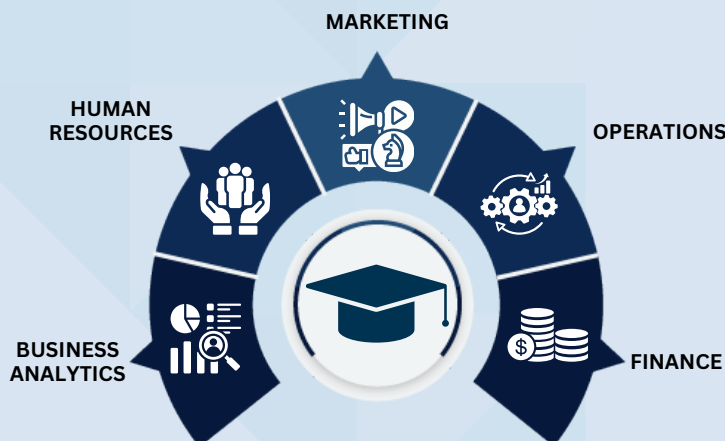 MARKETING
HUMAN
RESOURCES
OPERATIONS
BUSINESS
ANALYTICS
$
FINANCE